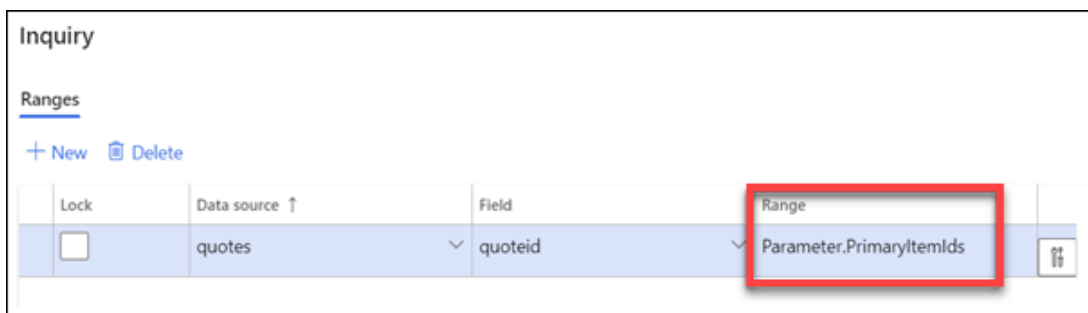 Inquiry
Ranges
+ New Delete
Lock Data source ↑ Field Range
quotes quoteid Parameter.PrimaryItemIds